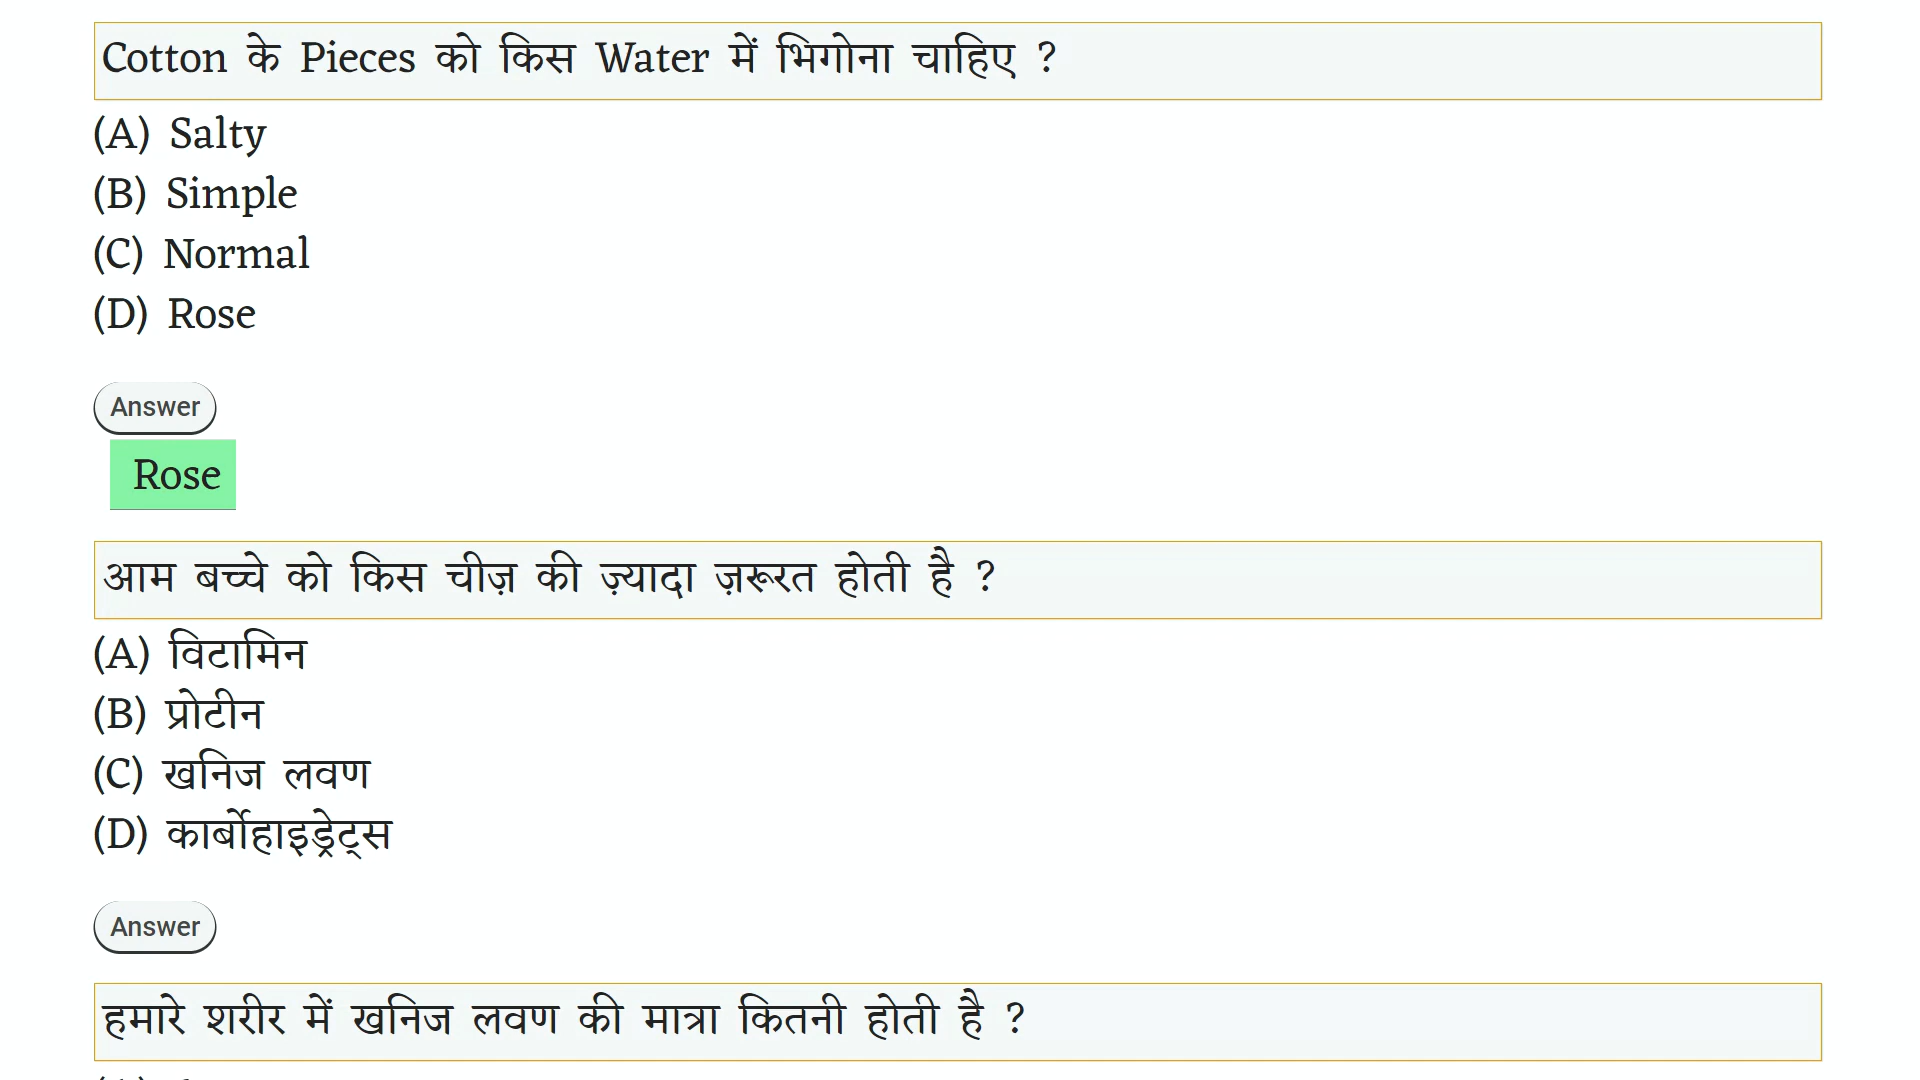 Cotton के Pieces को किस Water में भिगोना चाहिए ?
(A) Salty
(B) Simple
(C) Normal
(D) Rose
Answer
Rose
आम बच्चे को किस चीज़ की ज़्यादा ज़रूरत होती है ?
(A) विटामिन
(B) प्रोटीन
(C) खनिज लवण
(D) कार्बोहाइड्रेट्स
Answer
हमारे शरीर में खनिज लवण की मात्रा कितनी होती है ?